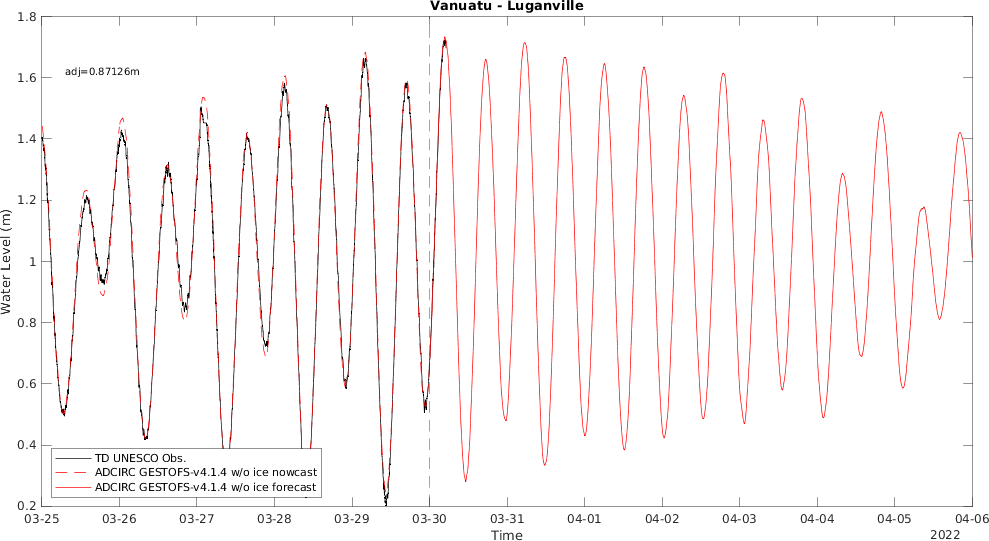 Vanuatu - Luganville
1.8
1.6
1.4
1.2
1
0.8
0.6
0.4
0.2
Water Level (m)
adj=0.87126m
TD UNESCO Obs.
ADCIRC GESTOFS-v4.1.4 w/o ice nowcast
ADCIRC GESTOFS-v4.1.4 w/o ice forecast
03-25 03-26 03-27 03-28 03-29 03-30 03-31 04-01 04-02 04-03 04-04 04-05 04-06
Time
2022